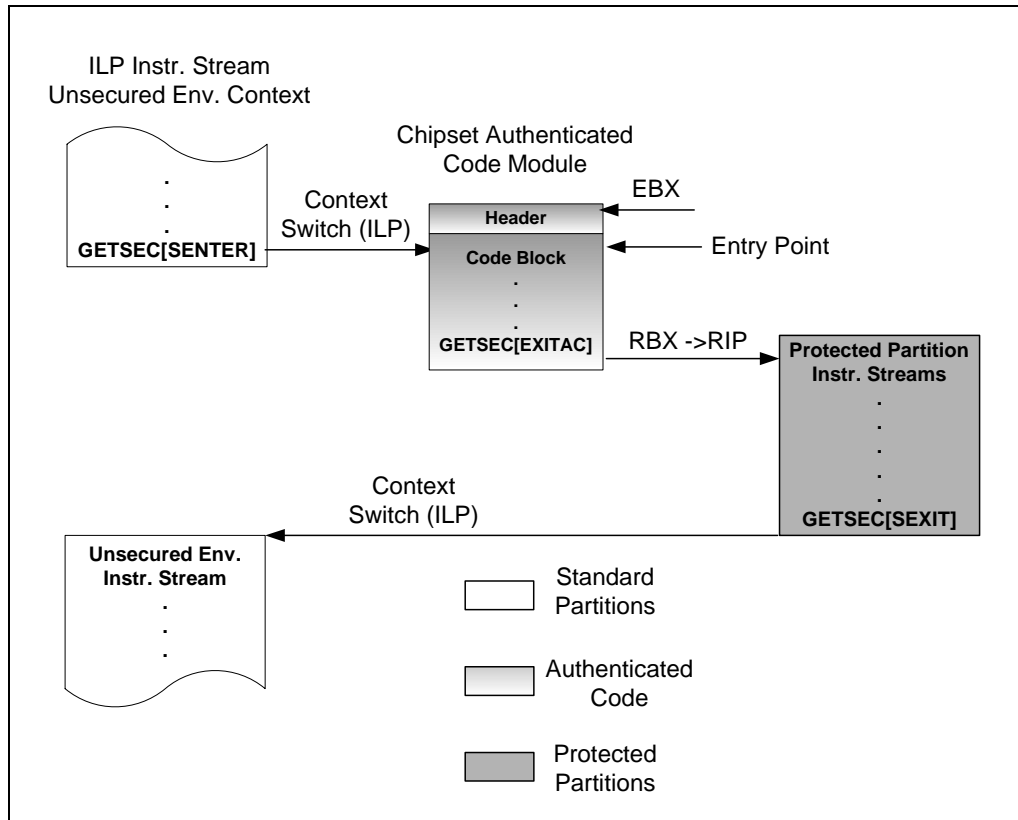 ILP Instr. Stream
Unsecured Env. Context
.
.
.
GETSEC[SENTER]
Context
Switch (ILP)
Chipset Authenticated
Code Module
Header
EBX
Entry Point
Code Block
.
.
.
GETSEC[EXITAC]
RBX ->RIP
Protected Partition
Instr. Streams
.
.
.
.
.
GETSEC[SEXIT]
Context
Switch (ILP)
Unsecured Env.
Instr. Stream
.
.
.
Standard
Partitions
Authenticated
Code
Protected
Partitions